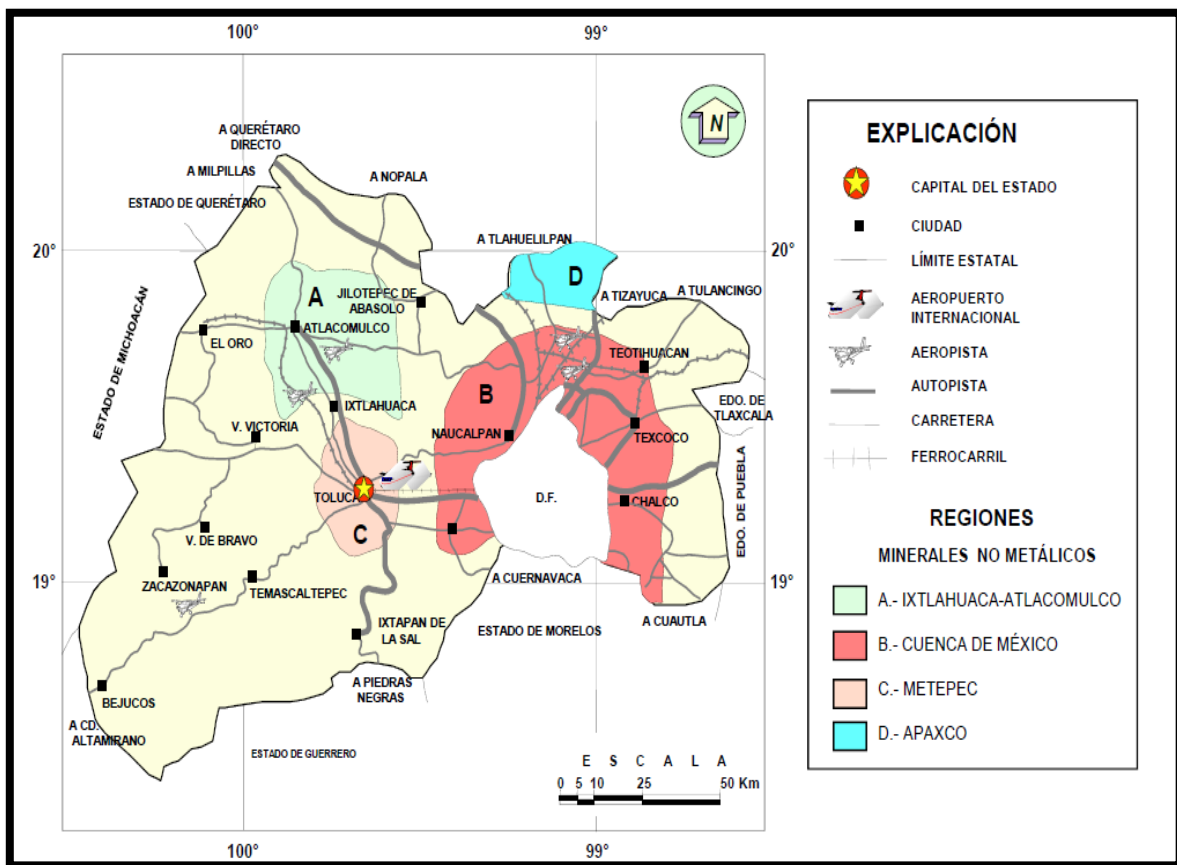 100°
99°
A QUERÉTARO
DIRECTO
A MILPILLAS
A NOPALA
ESTADO DE QUERÉTARO
N
20°
A TLAHUELILPAN
20°
D
A
JILOTEPEC DE
ABASOLO
A TIZAYUCA
A TULANCINGO
ATLACOMULCO
EL ORO
TEOTIHUACAN
ESTADO DE MICHOACÁN
B
IXTLAHUACA
EDO. DE
TLAXCALA
V. VICTORIA
NAUCALPAN
TEXCOCO
TOLUCA
D.F.
CHALCO
EDO. DE PUEBLA
C
V. DE BRAVO
19°
ZACAZONAPAN
TEMASCALTEPEC
A CUERNAVACA
19°
IXTAPAN DE
LA SAL
ESTADO DE MORELOS
A CUAUTLA
A PIEDRAS
NEGRAS
BEJUCOS
A CD.
ALTAMIRANO
ESTADO DE GUERRERO
E S C A L A
0 5 10 25 50 Km
100°
99°
EXPLICACIÓN
CAPITAL DEL ESTADO
CIUDAD
LÍMITE ESTATAL
AEROPUERTO
INTERNACIONAL
AEROPISTA
AUTOPISTA
CARRETERA
FERROCARRIL
REGIONES
MINERALES NO METÁLICOS
A.- IXTLAHUACA-ATLACOMULCO
B.- CUENCA DE MÉXICO
C.- METEPEC
D.- APAXCO